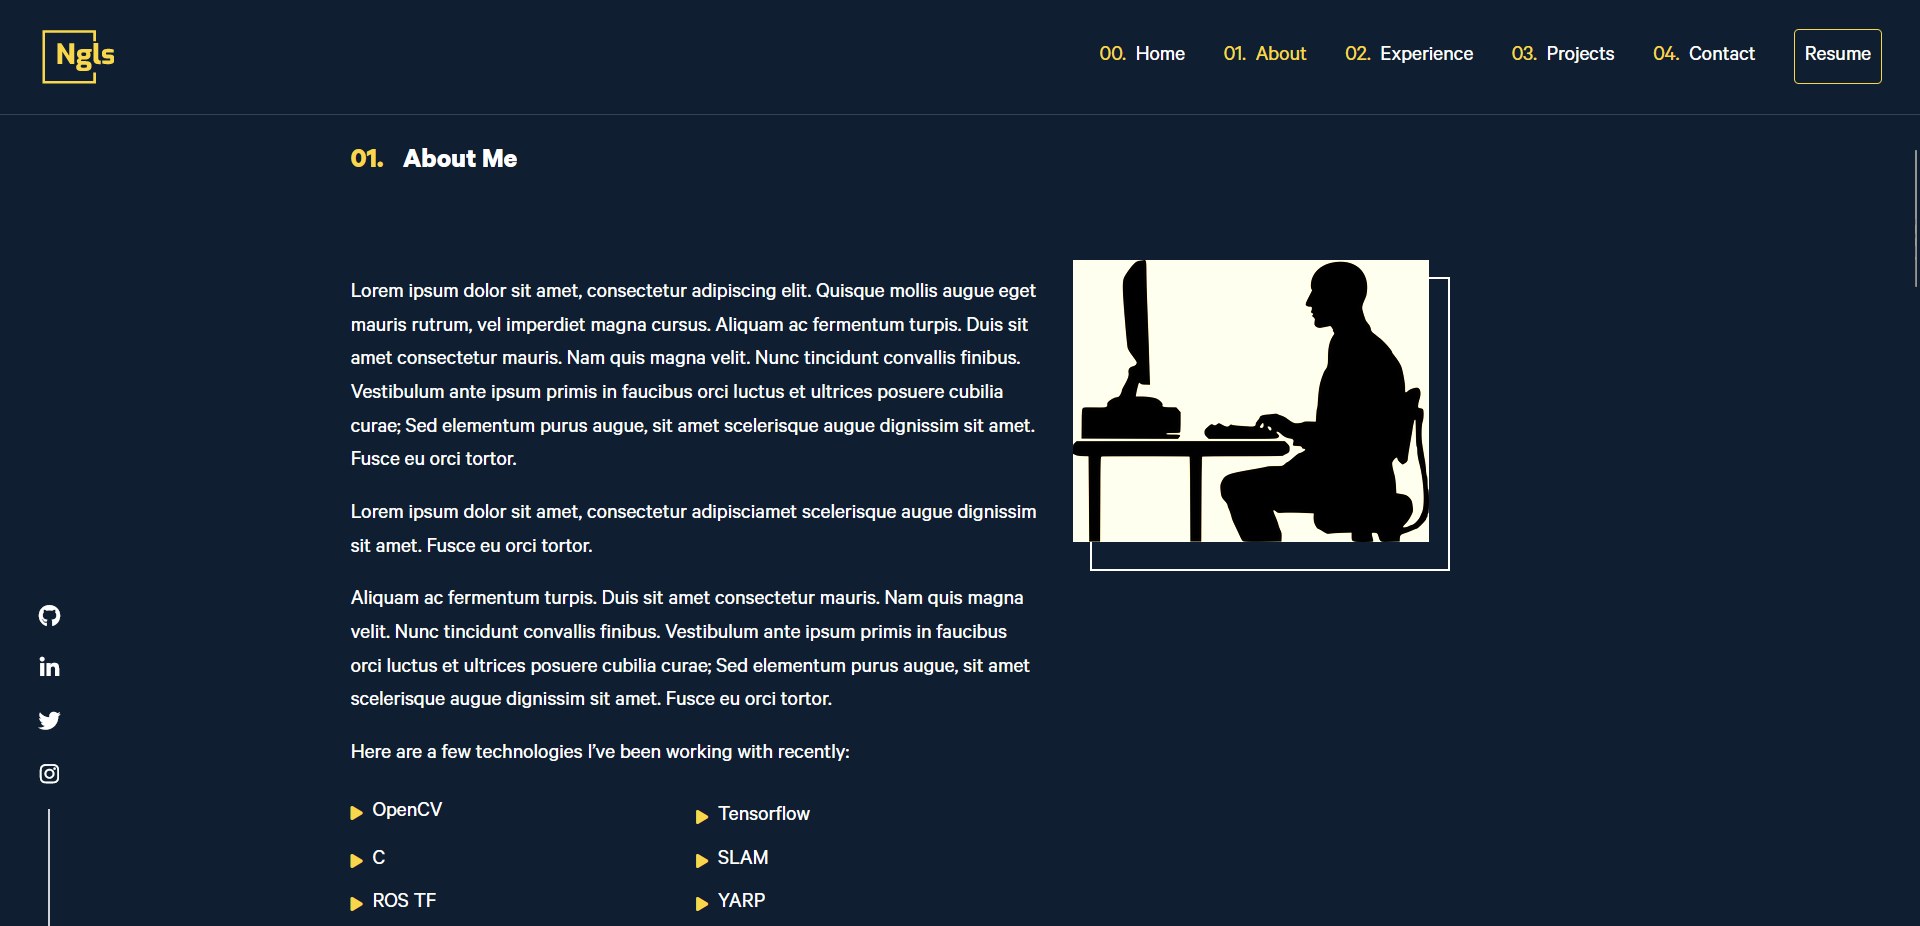 Ngls
00. Home 01. About 02. Experience 03. Projects 04. Contact Resume
01. About Me
Lorem ipsum dolor sit amet, consectetur adipiscing elit. Quisque mollis augue eget
mauris rutrum, vel imperdiet magna cursus. Aliquam ac fermentum turpis. Duis sit
amet consectetur mauris. Nam quis magna velit. Nunc tincidunt convallis finibus.
Vestibulum ante ipsum primis in faucibus orci luctus et ultrices posuere cubilia
curae; Sed elementum purus augue, sit amet scelerisque augue dignissim sit amet.
Fusce eu orci tortor.
Lorem ipsum dolor sit amet, consectetur adipisciamet scelerisque augue dignissim
sit amet. Fusce eu orci tortor.
Aliquam ac fermentum turpis. Duis sit amet consectetur mauris. Nam quis magna
velit. Nunc tincidunt convallis finibus. Vestibulum ante ipsum primis in faucibus
orci luctus et ultrices posuere cubilia curae; Sed elementum purus augue, sit amet
scelerisque augue dignissim sit amet. Fusce eu orci tortor.
Here are a few technologies I’ve been working with recently:
OpenCV
Tensorflow
C
SLAM
ROS TF
YARP